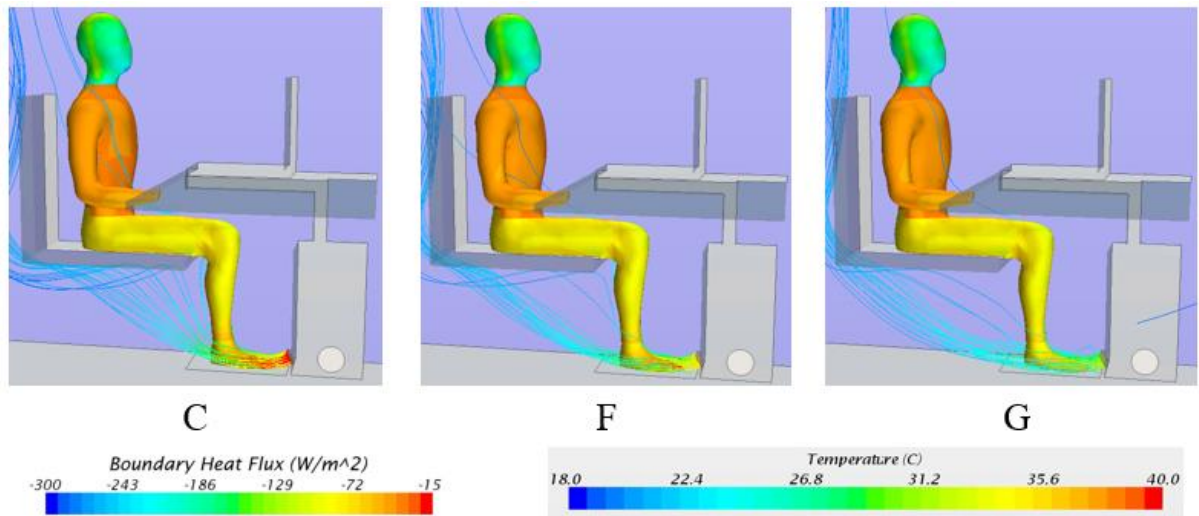 C F G
Boundary Heat Flux (W/m^2)
-300 -243 -186 -129 -72 -15
Temperature (C)
18.0 22.4 26.8 31.2 35.6 40.0